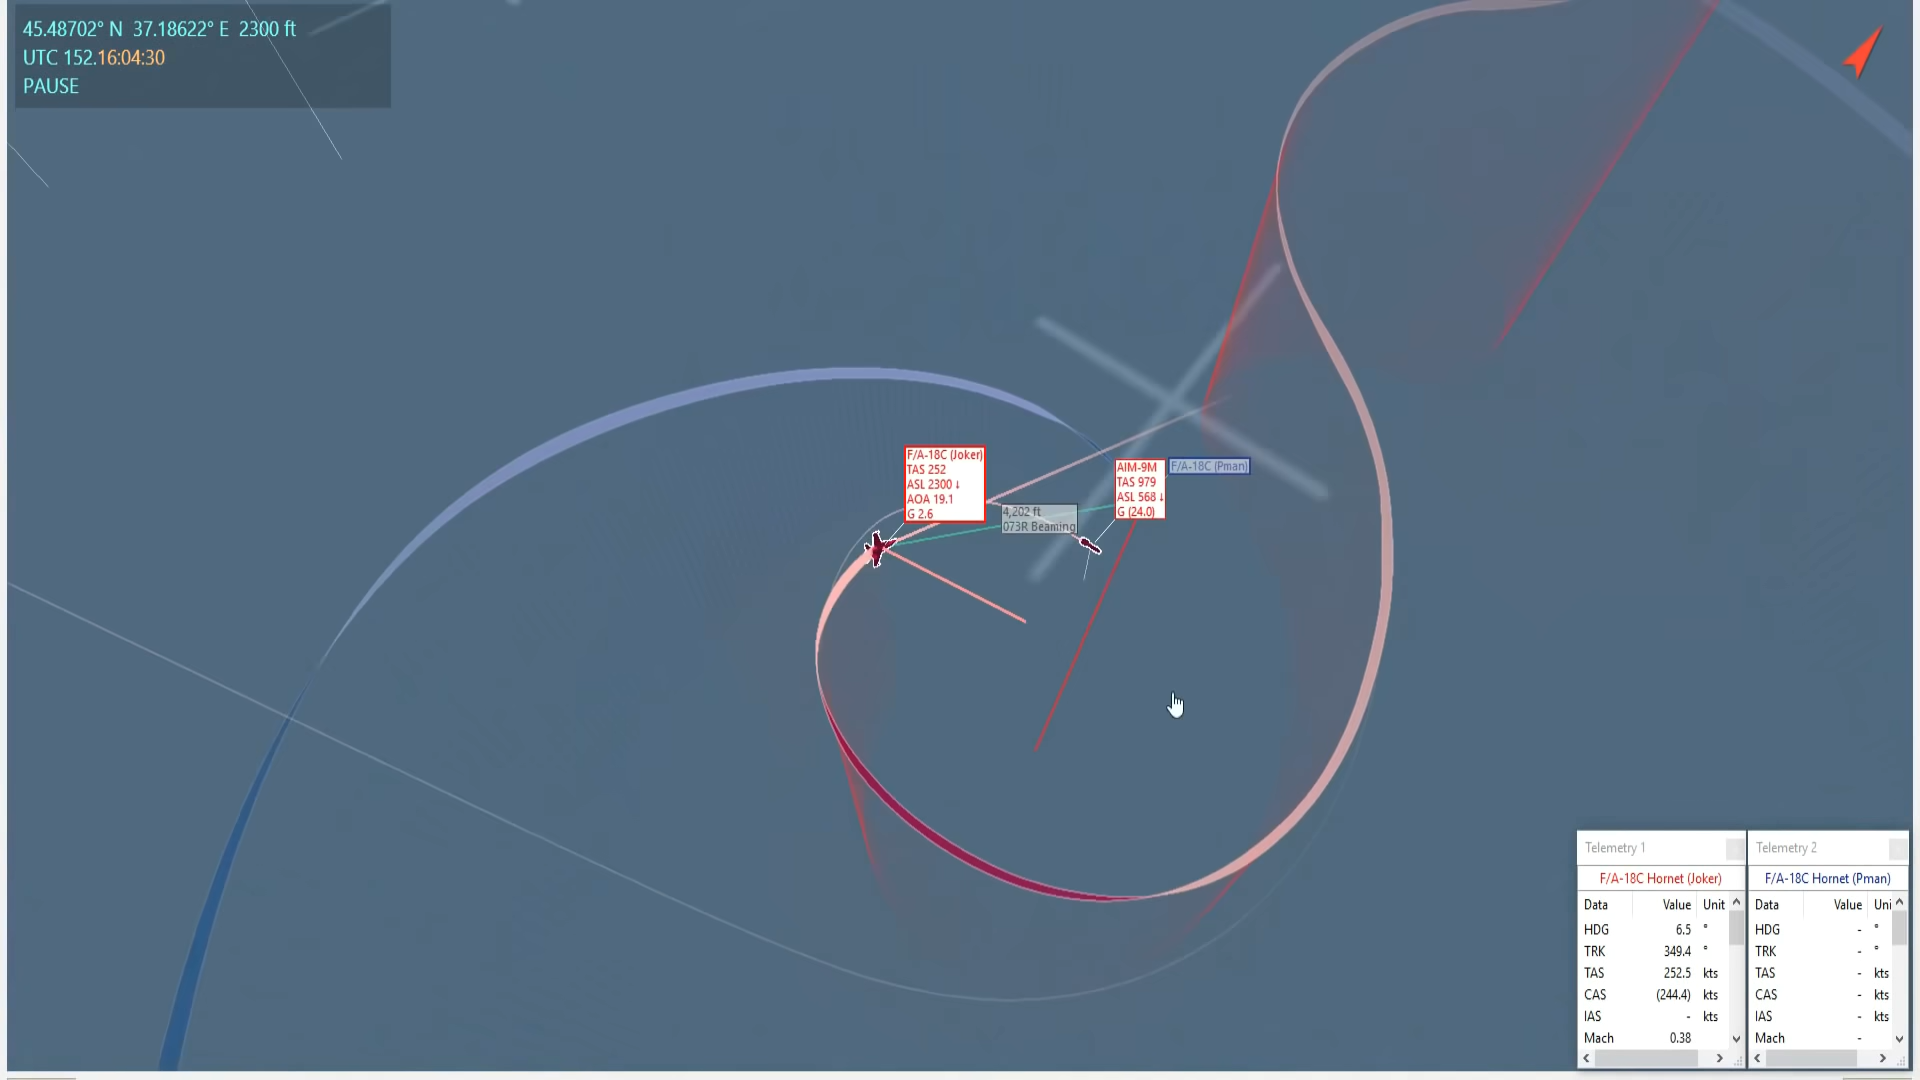 45.48702° N 37.18622° E 2300 ft
UTC 152.16:04:30
PAUSE
F/A-18C (Joker)
TAS 252
ASL 2300 ↓
AOA 19.1
G 2.6
4,202 ft
073R Beaming
AIM-9M
TAS 979
ASL 568 ↓
G (24.0)
F/A-18C (Pman)
Telemetry 1
F/A-18C Hornet (Joker)
Data Value Unit
HDG 6.5 °
TRK 349.4 °
TAS 252.5 kts
CAS (244.4) kts
IAS - kts
Mach 0.38
Telemetry 2
F/A-18C Hornet (Pman)
Data Value Uni
HDG - °
TRK - °
TAS - kts
CAS - kts
IAS - kts
Mach -